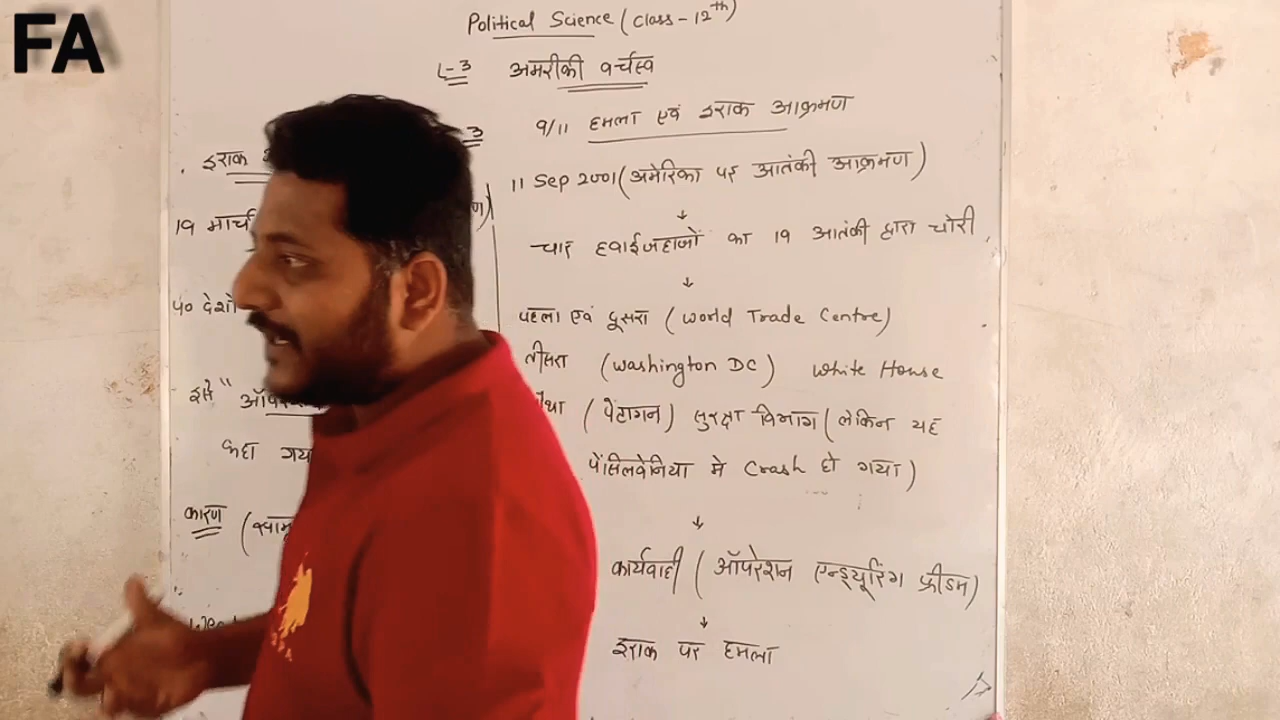 FA
Political Science (Class - 12th)
L-3 अमरीकी वर्चस्व
9/11 हमला एवं इराक आक्रमण
11 Sep 2001 (अमेरिका पर आतंकी आक्रमण)
↓
चार हवाईजहाजों का 19 आतंकी द्वारा चोरी
↓
पहला एवं दूसरा (World Trade Centre)
तीसरा (Washington DC) White House
(पेंटागन) सुरक्षा विभाग (लेकिन यह
पेंसिलवेनिया मे Crash हो गया)
↓
कार्यवाही (ऑपरेशन एन्ड्यूरिंग फ्रीडम)
↓
इराक पर हमला
3
इराक
19 मार्च
50 देशो
इसे "
कहा गया
कारण